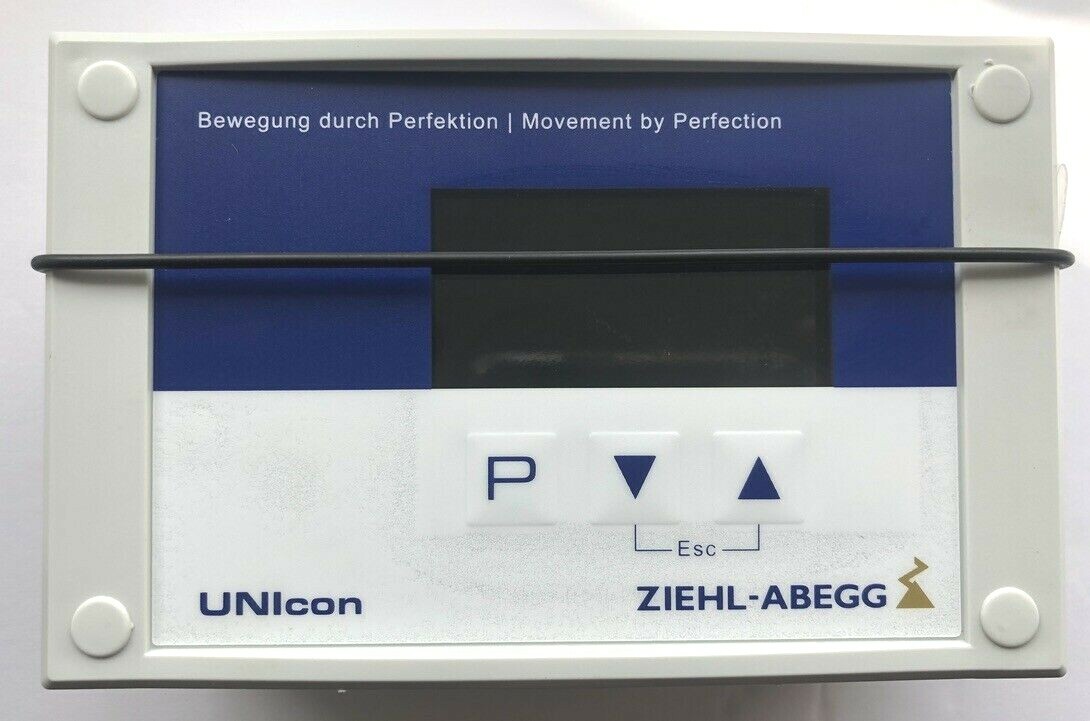 Bewegung durch Perfektion | Movement by Perfection
P
Esc
UNIcon
ZIEHL-ABEGG